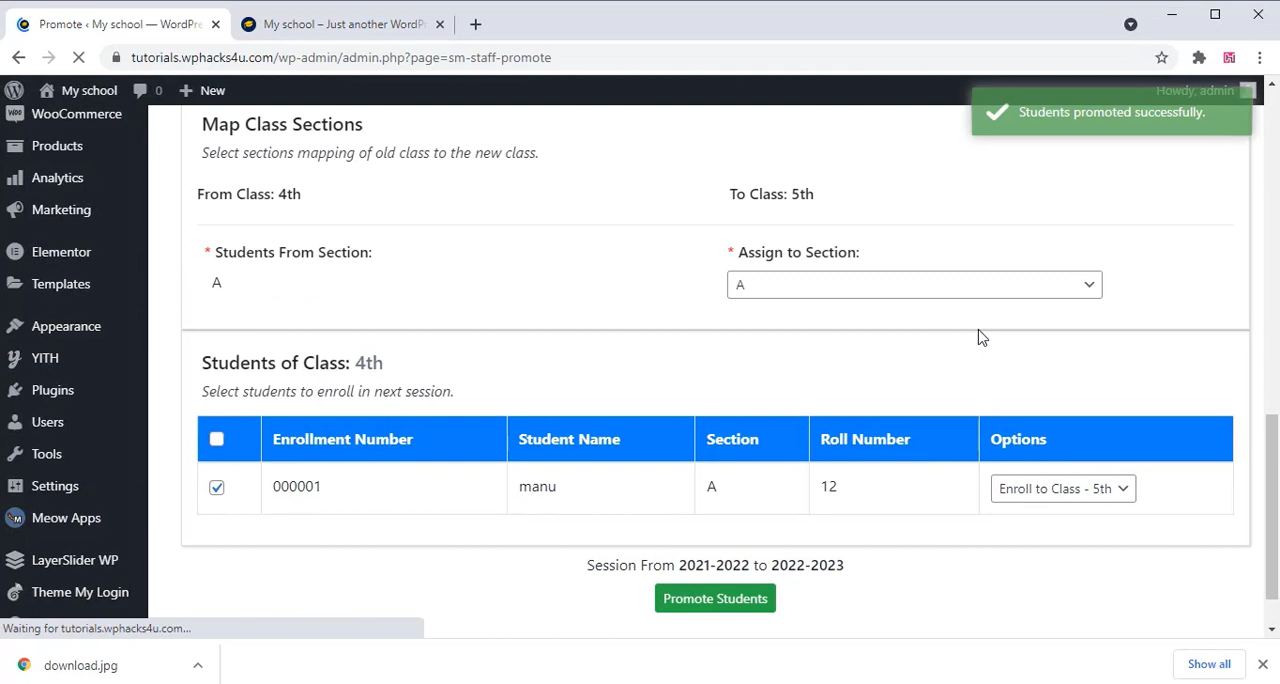 Promote ‹ My school — WordPre
My school – Just another WordPr
tutorials.wphacks4u.com/wp-admin/admin.php?page=sm-staff-promote
My school
0
New
Howdy, admin
Students promoted successfully.
WooCommerce
Products
Analytics
Marketing
Elementor
Templates
Appearance
YITH
Plugins
Users
Tools
Settings
Meow Apps
LayerSlider WP
Theme My Login
Map Class Sections
Select sections mapping of old class to the new class.
From Class: 4th
To Class: 5th
* Students From Section:
* Assign to Section:
A
A
Students of Class: 4th
Select students to enroll in next session.
Enrollment Number Student Name Section Roll Number Options
000001 manu A 12 Enroll to Class - 5th
Session From 2021-2022 to 2022-2023
Promote Students
Waiting for tutorials.wphacks4u.com...
download.jpg
Show all